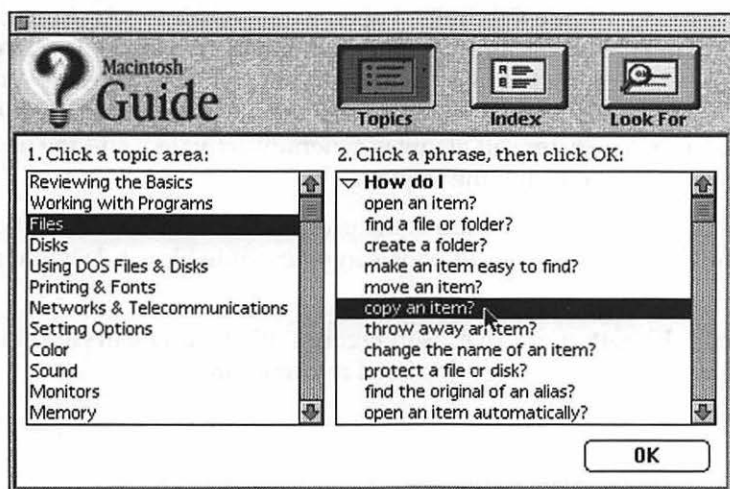 Macintosh
Guide
Topics
Index
Look For
1. Click a topic area:
Reviewing the Basics
Working with Programs
Files
Disks
Using DOS Files & Disks
Printing & Fonts
Networks & Telecommunications
Setting Options
Color
Sound
Monitors
Memory
2. Click a phrase, then click OK:
How do I
open an item?
find a file or folder?
create a folder?
make an item easy to find?
move an item?
copy an item?
throw away an item?
change the name of an item?
protect a file or disk?
find the original of an alias?
open an item automatically?
OK